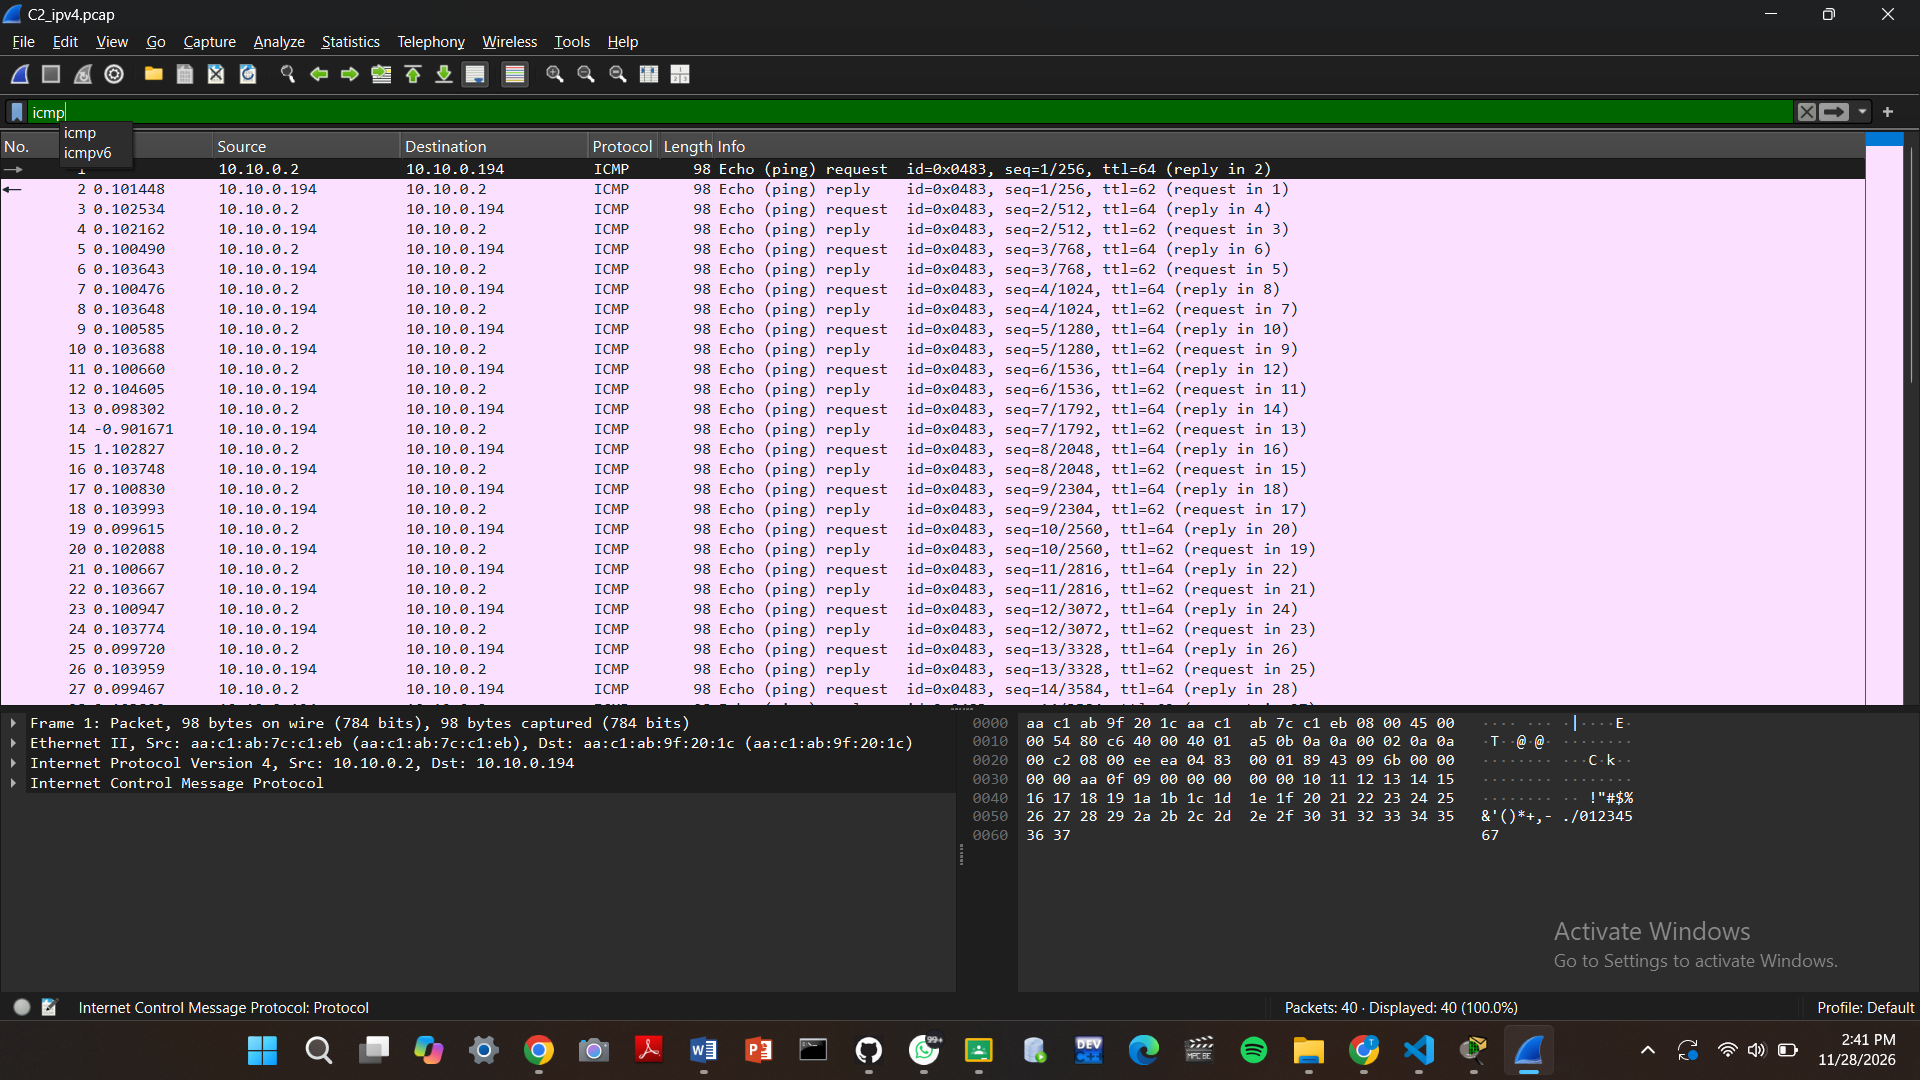 C2_ipv4.pcap
File Edit View Go Capture Analyze Statistics Telephony Wireless Tools Help
icmp
icmp
icmpv6
No. Source Destination Protocol Length Info
1 10.10.0.2 10.10.0.194 ICMP 98 Echo (ping) request id=0x0483, seq=1/256, ttl=64 (reply in 2)
2 0.101448 10.10.0.194 10.10.0.2 ICMP 98 Echo (ping) reply id=0x0483, seq=1/256, ttl=62 (request in 1)
3 0.102534 10.10.0.2 10.10.0.194 ICMP 98 Echo (ping) request id=0x0483, seq=2/512, ttl=64 (reply in 4)
4 0.102162 10.10.0.194 10.10.0.2 ICMP 98 Echo (ping) reply id=0x0483, seq=2/512, ttl=62 (request in 3)
5 0.100490 10.10.0.2 10.10.0.194 ICMP 98 Echo (ping) request id=0x0483, seq=3/768, ttl=64 (reply in 6)
6 0.103643 10.10.0.194 10.10.0.2 ICMP 98 Echo (ping) reply id=0x0483, seq=3/768, ttl=62 (request in 5)
7 0.100476 10.10.0.2 10.10.0.194 ICMP 98 Echo (ping) request id=0x0483, seq=4/1024, ttl=64 (reply in 8)
8 0.103648 10.10.0.194 10.10.0.2 ICMP 98 Echo (ping) reply id=0x0483, seq=4/1024, ttl=62 (request in 7)
9 0.100585 10.10.0.2 10.10.0.194 ICMP 98 Echo (ping) request id=0x0483, seq=5/1280, ttl=64 (reply in 10)
10 0.103688 10.10.0.194 10.10.0.2 ICMP 98 Echo (ping) reply id=0x0483, seq=5/1280, ttl=62 (request in 9)
11 0.100660 10.10.0.2 10.10.0.194 ICMP 98 Echo (ping) request id=0x0483, seq=6/1536, ttl=64 (reply in 12)
12 0.104605 10.10.0.194 10.10.0.2 ICMP 98 Echo (ping) reply id=0x0483, seq=6/1536, ttl=62 (request in 11)
13 0.098302 10.10.0.2 10.10.0.194 ICMP 98 Echo (ping) request id=0x0483, seq=7/1792, ttl=64 (reply in 14)
14 -0.901671 10.10.0.194 10.10.0.2 ICMP 98 Echo (ping) reply id=0x0483, seq=7/1792, ttl=62 (request in 13)
15 1.102827 10.10.0.2 10.10.0.194 ICMP 98 Echo (ping) request id=0x0483, seq=8/2048, ttl=64 (reply in 16)
16 0.103748 10.10.0.194 10.10.0.2 ICMP 98 Echo (ping) reply id=0x0483, seq=8/2048, ttl=62 (request in 15)
17 0.100830 10.10.0.2 10.10.0.194 ICMP 98 Echo (ping) request id=0x0483, seq=9/2304, ttl=64 (reply in 18)
18 0.103993 10.10.0.194 10.10.0.2 ICMP 98 Echo (ping) reply id=0x0483, seq=9/2304, ttl=62 (request in 17)
19 0.099615 10.10.0.2 10.10.0.194 ICMP 98 Echo (ping) request id=0x0483, seq=10/2560, ttl=64 (reply in 20)
20 0.102088 10.10.0.194 10.10.0.2 ICMP 98 Echo (ping) reply id=0x0483, seq=10/2560, ttl=62 (request in 19)
21 0.100667 10.10.0.2 10.10.0.194 ICMP 98 Echo (ping) request id=0x0483, seq=11/2816, ttl=64 (reply in 22)
22 0.103667 10.10.0.194 10.10.0.2 ICMP 98 Echo (ping) reply id=0x0483, seq=11/2816, ttl=62 (request in 21)
23 0.100947 10.10.0.2 10.10.0.194 ICMP 98 Echo (ping) request id=0x0483, seq=12/3072, ttl=64 (reply in 24)
24 0.103774 10.10.0.194 10.10.0.2 ICMP 98 Echo (ping) reply id=0x0483, seq=12/3072, ttl=62 (request in 23)
25 0.099720 10.10.0.2 10.10.0.194 ICMP 98 Echo (ping) request id=0x0483, seq=13/3328, ttl=64 (reply in 26)
26 0.103959 10.10.0.194 10.10.0.2 ICMP 98 Echo (ping) reply id=0x0483, seq=13/3328, ttl=62 (request in 25)
27 0.099467 10.10.0.2 10.10.0.194 ICMP 98 Echo (ping) request id=0x0483, seq=14/3584, ttl=64 (reply in 28)
Frame 1: Packet, 98 bytes on wire (784 bits), 98 bytes captured (784 bits)
Ethernet II, Src: aa:c1:ab:7c:c1:eb (aa:c1:ab:7c:c1:eb), Dst: aa:c1:ab:9f:20:1c (aa:c1:ab:9f:20:1c)
Internet Protocol Version 4, Src: 10.10.0.2, Dst: 10.10.0.194
Internet Control Message Protocol
0000 aa c1 ab 9f 20 1c aa c1 ab 7c c1 eb 08 00 45 00 ···· ··· ·|····E·
0010 00 54 80 c6 40 00 40 01 a5 0b 0a 0a 00 02 0a 0a ·T··@·@· ········
0020 00 c2 08 00 ee ea 04 83 00 01 89 43 09 6b 00 00 ········ ···C·k··
0030 00 00 aa 0f 09 00 00 00 00 00 10 11 12 13 14 15 ········ ········
0040 16 17 18 19 1a 1b 1c 1d 1e 1f 20 21 22 23 24 25 ········ ·· !"#$%
0050 26 27 28 29 2a 2b 2c 2d 2e 2f 30 31 32 33 34 35 &'()*+,- ./012345
0060 36 37 67
Activate Windows
Go to Settings to activate Windows.
Internet Control Message Protocol: Protocol
Packets: 40 · Displayed: 40 (100.0%)
Profile: Default
99+
DEV
MPC BE
T
2:41 PM
11/28/2026